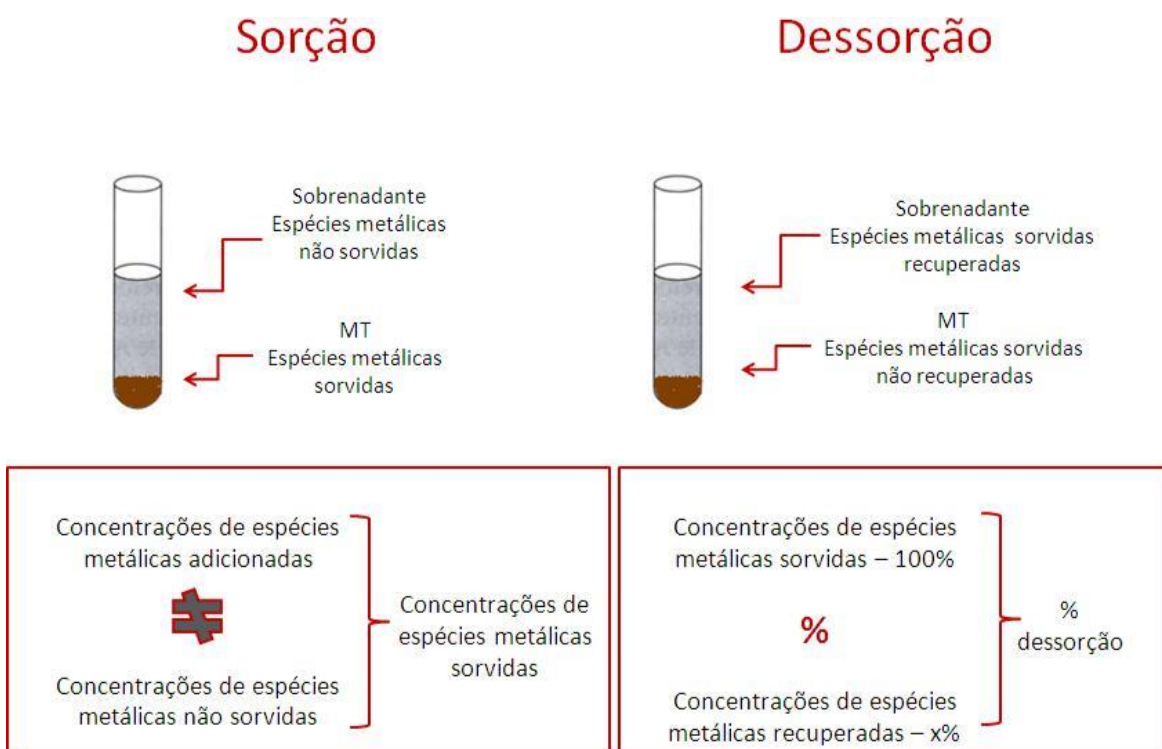 Sorção
Dessorção
Sobrenadante
Espécies metálicas
não sorvidas
MT
Espécies metálicas
sorvidas
Sobrenadante
Espécies metálicas  sorvidas
recuperadas
MT
Espécies metálicas sorvidas
não recuperadas
Concentrações de espécies
metálicas adicionadas
≠
Concentrações de espécies
metálicas não sorvidas
Concentrações de
espécies metálicas
sorvidas
Concentrações de espécies
metálicas sorvidas – 100%
%
Concentrações de espécies
metálicas recuperadas – x%
%
dessorção